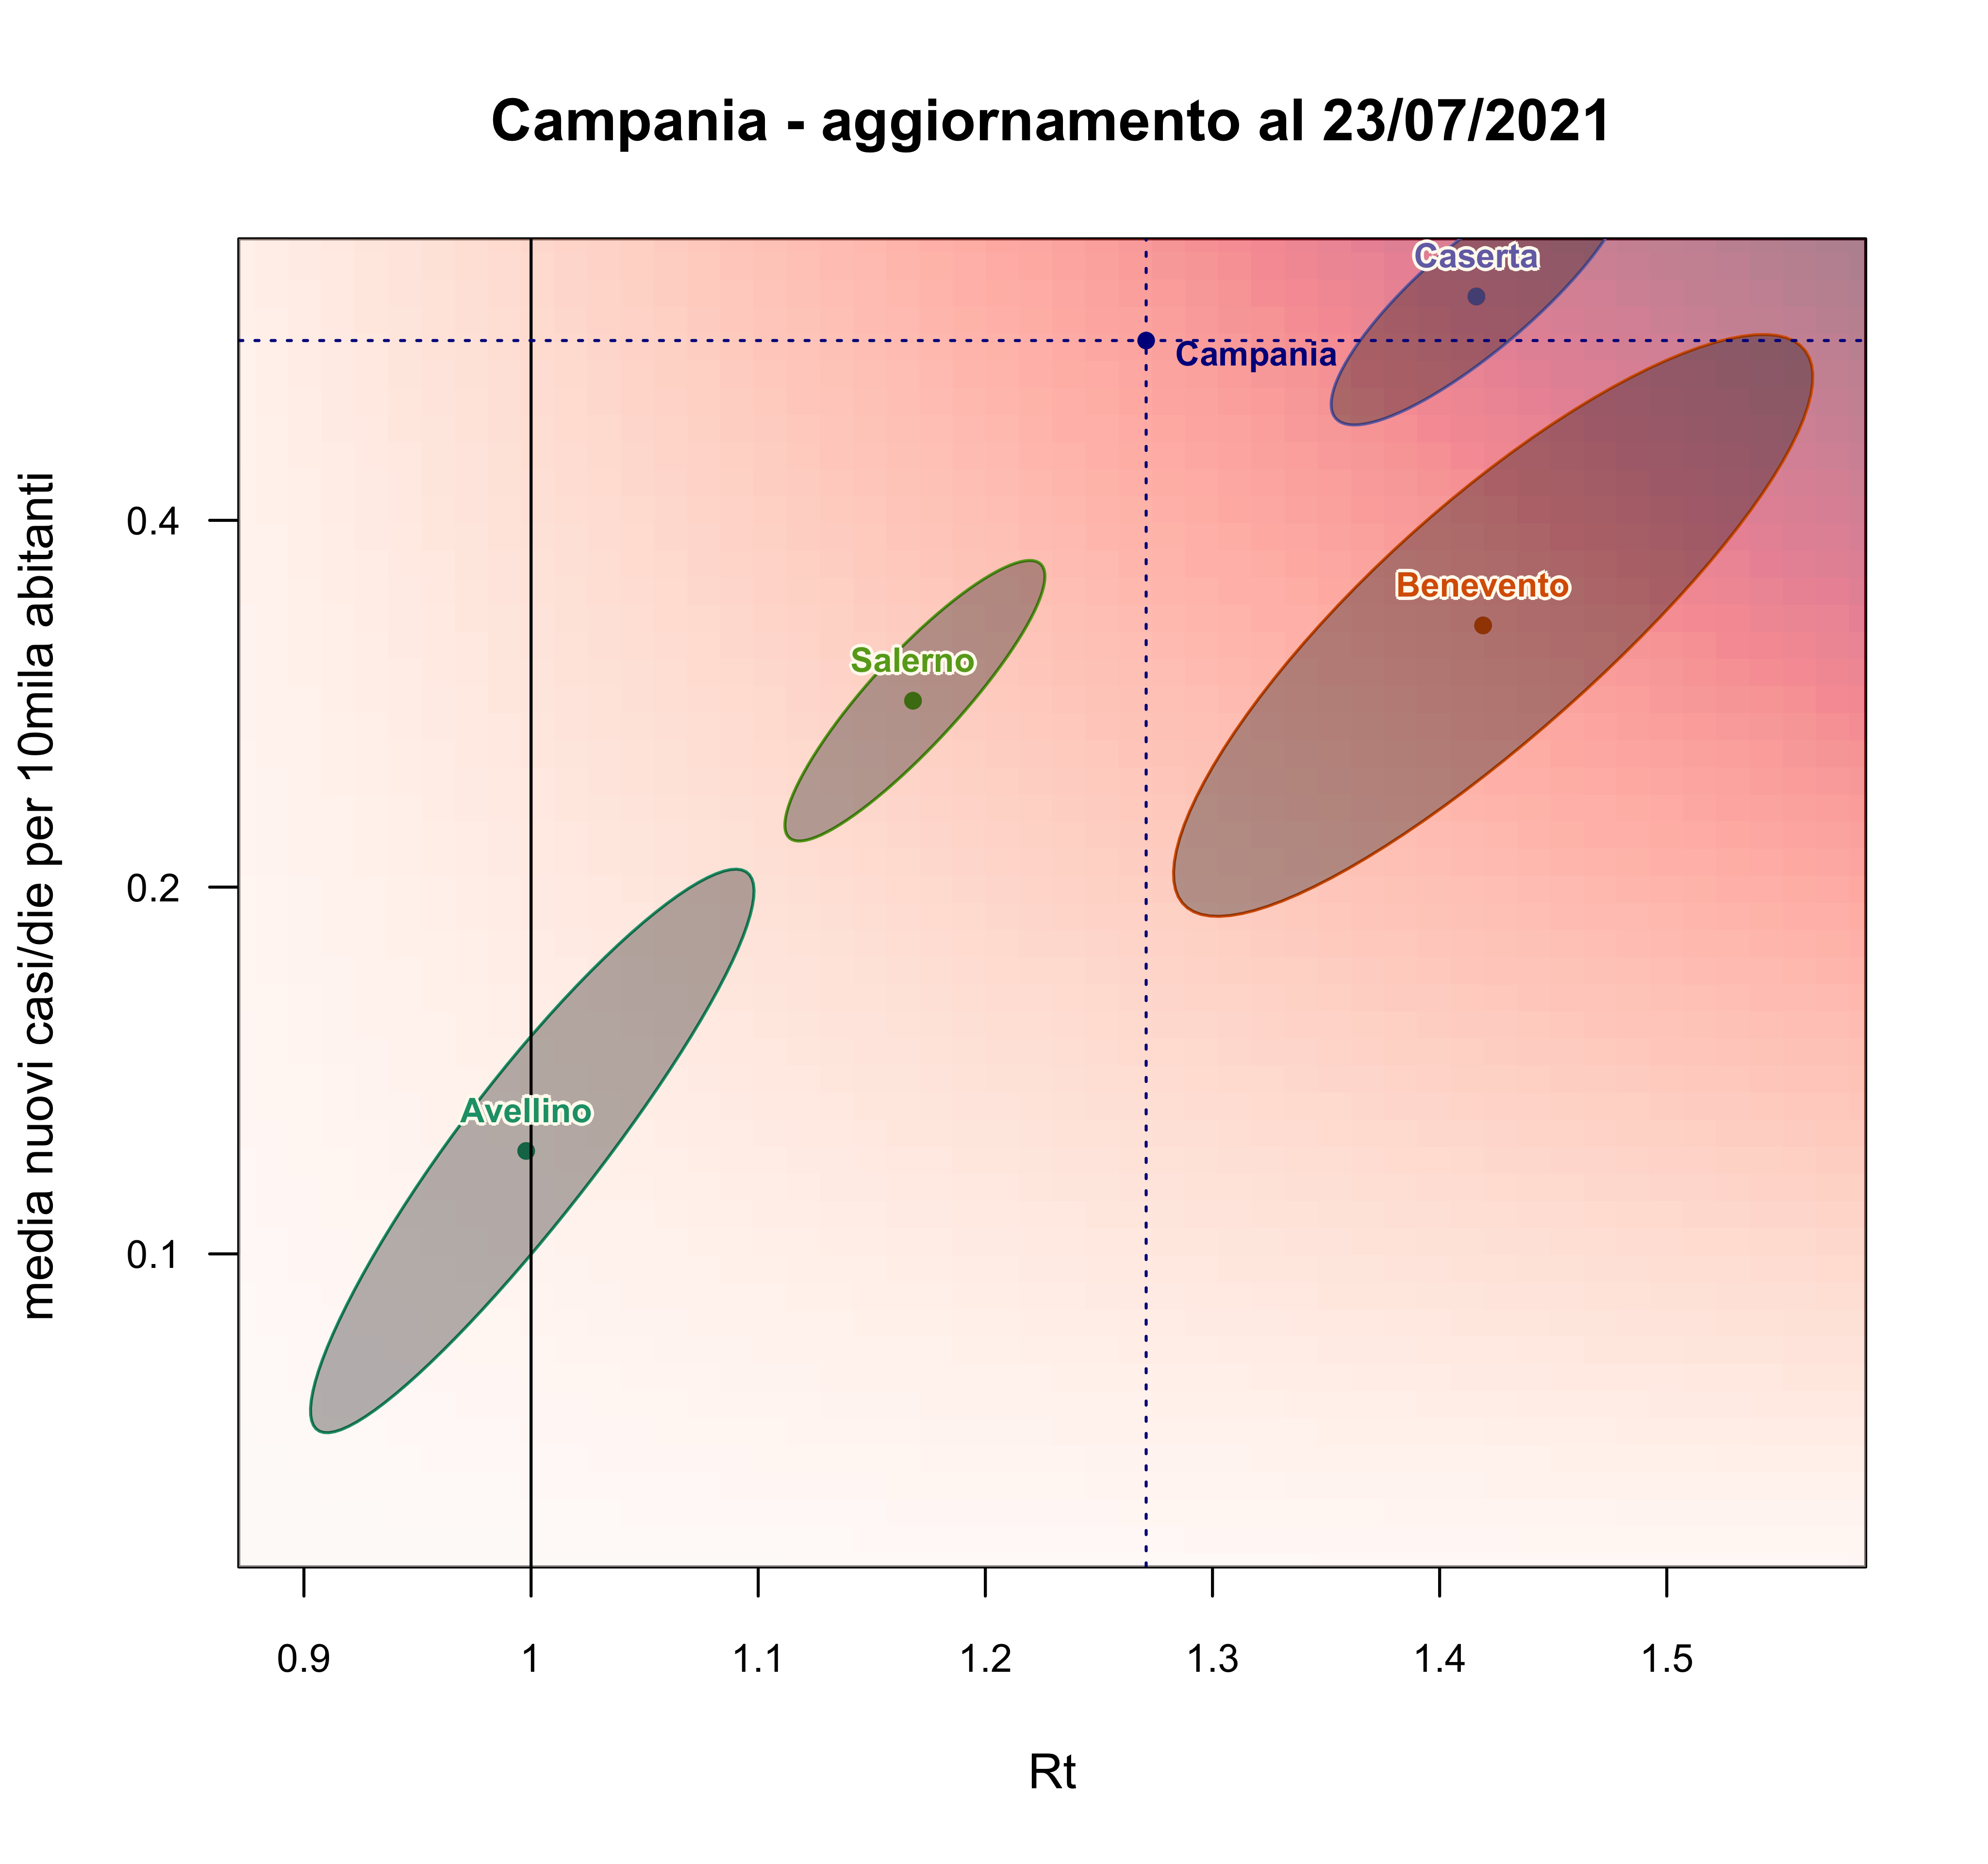 Campania - aggiornamento al 23/07/2021
Caserta
Campania
0.4
Benevento
Salerno
0.2
Avellino
0.1
media nuovi casi/die per 10mila abitanti
0.9 1 1.1 1.2 1.3 1.4 1.5
Rt